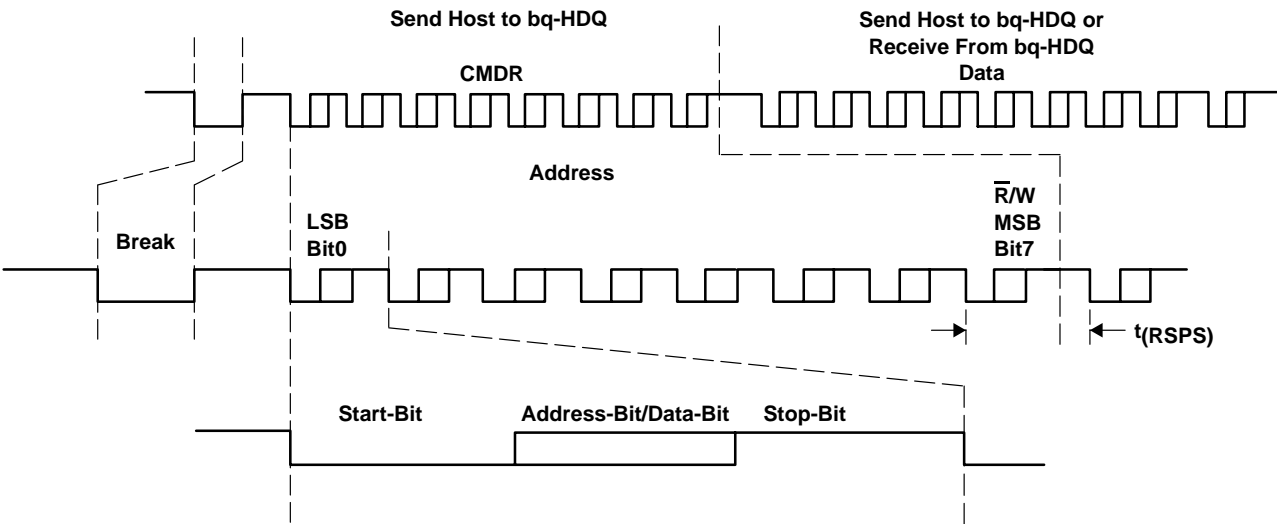 Send Host to bq-HDQ
Send Host to bq-HDQ or
Receive From bq-HDQ
CMDR
Data
Address
R̅/W
MSB
Bit7
LSB
Bit0
Break
t(RSPS)
Start-Bit
Address-Bit/Data-Bit
Stop-Bit